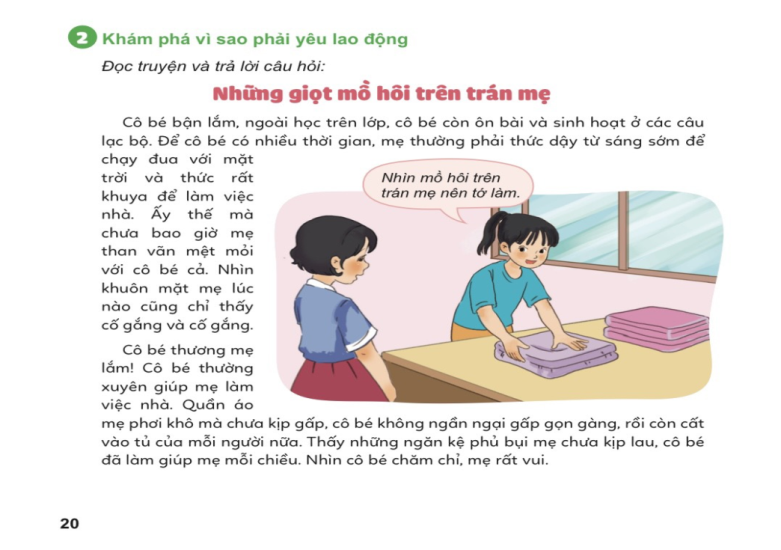 2 Khám phá vì sao phải yêu lao động
Đọc truyện và trả lời câu hỏi:
Những giọt mồ hôi trên trán mẹ
Cô bé bận lắm, ngoài học trên lớp, cô bé còn ôn bài và sinh hoạt ở các câu
lạc bộ. Để cô bé có nhiều thời gian, mẹ thường phải thức dậy từ sáng sớm để
chạy đua với mặt
trời và thức rất
khuya để làm việc
nhà. Ấy thế mà
chưa bao giờ mẹ
than vãn mệt mỏi
với cô bé cả. Nhìn
khuôn mặt mẹ lúc
nào cũng chỉ thấy
cố gắng và cố gắng.
Nhìn mồ hôi trên
trán mẹ nên tớ làm.
Cô bé thương mẹ
lắm! Cô bé thường
xuyên giúp mẹ làm
việc nhà. Quần áo
mẹ phơi khô mà chưa kịp gấp, cô bé không ngần ngại gấp gọn gàng, rồi còn cất
vào tủ của mỗi người nữa. Thấy những ngăn kệ phủ bụi mẹ chưa kịp lau, cô bé
đã làm giúp mẹ mỗi chiều. Nhìn cô bé chăm chỉ, mẹ rất vui.
20